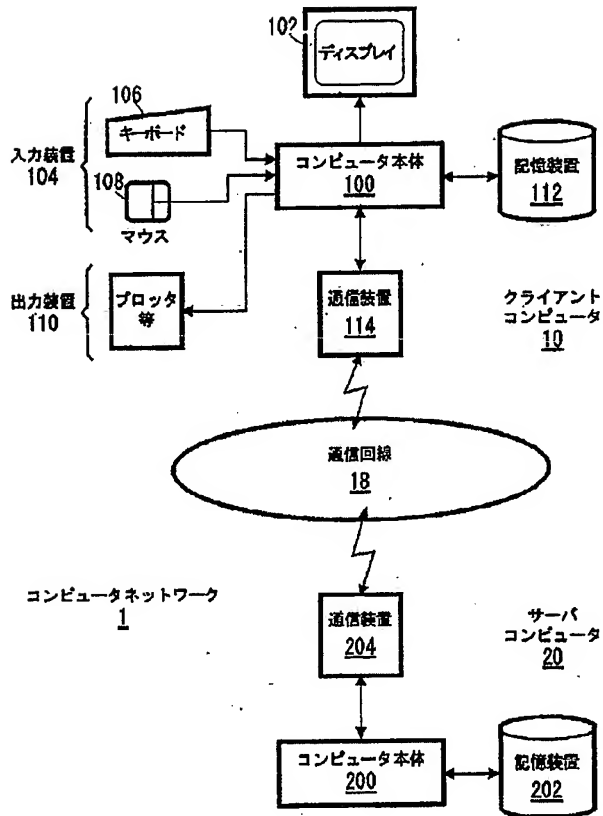 102
ディスプレイ
106
キーボード
入力装置
104
108
マウス
コンピュータ本体
100
記憶装置
112
出力装置
110
プロッタ
等
通信装置
114
クライアント
コンピュータ
10
通信回線
18
コンピュータネットワーク
1
通信装置
204
サーバ
コンピュータ
20
コンピュータ本体
200
記憶装置
202